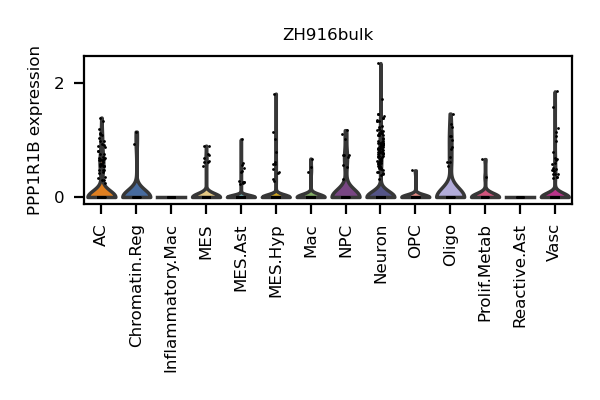 ZH916bulk
PPP1R1B expression
2
0
AC
Chromatin.Reg
Inflammatory.Mac
MES
MES.Ast
MES.Hyp
Mac
NPC
Neuron
OPC
Oligo
Prolif.Metab
Reactive.Ast
Vasc